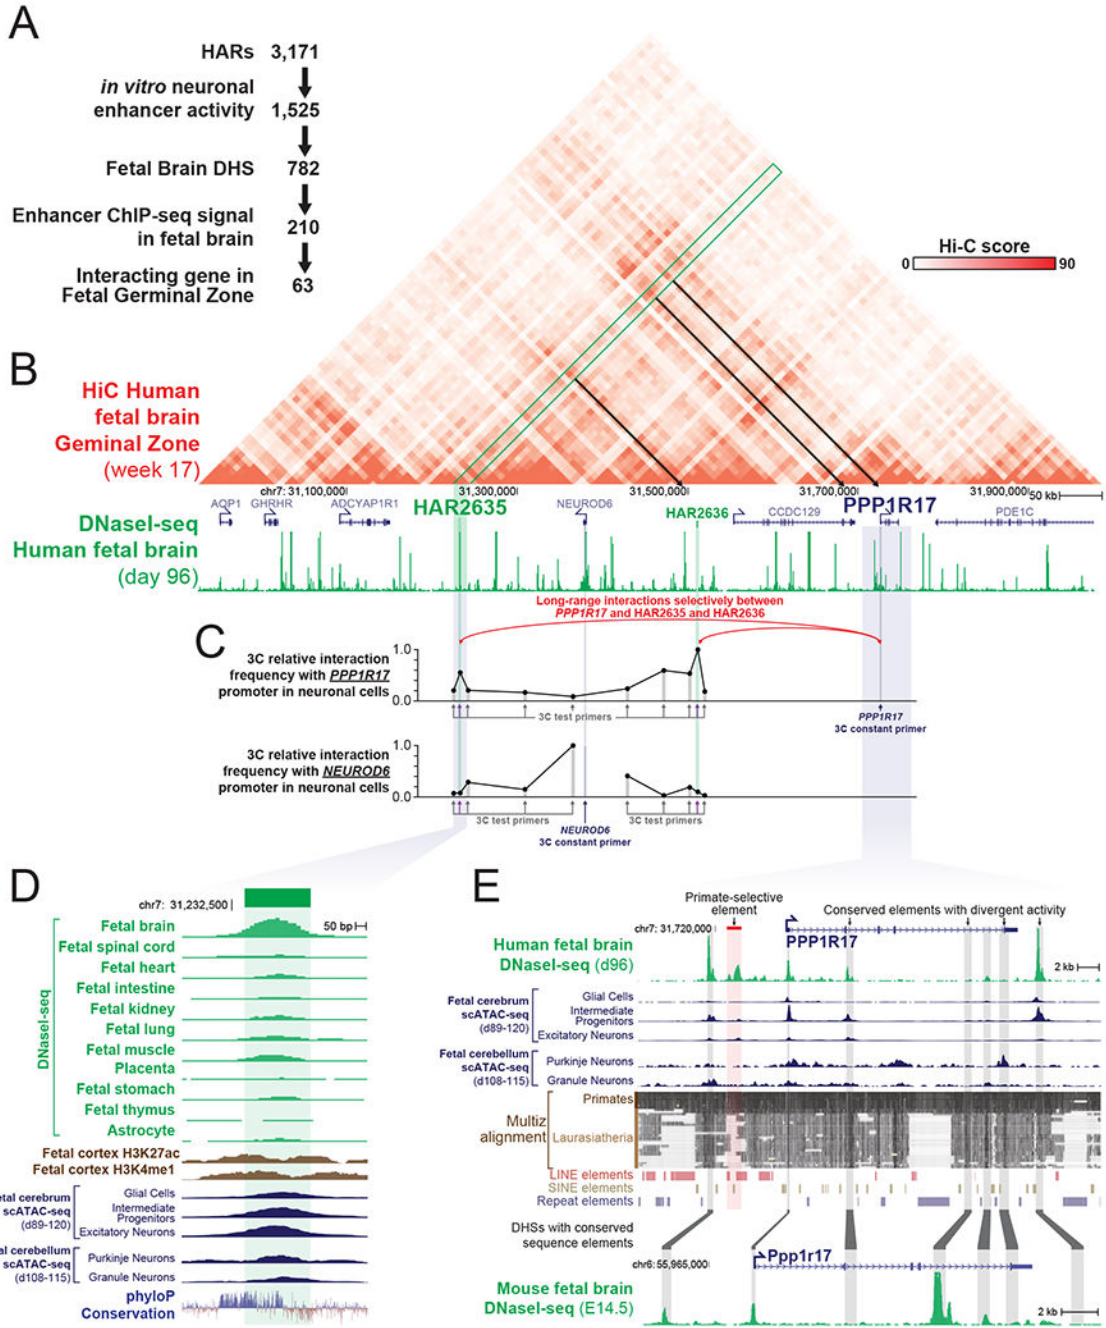 A
HARs 3,171
in vitro neuronal
enhancer activity 1,525
Fetal Brain DHS 782
Enhancer ChIP-seq signal
in fetal brain 210
Interacting gene in
Fetal Germinal Zone 63
Hi-C score
0 90
B
HiC Human
fetal brain
Geminal Zone
(week 17)
chr7: 31,100,000 31,300,000 31,500,000 31,700,000 31,900,000 50 kb
AQP1 GHRHR ADCYAP1R1 HAR2635 NEUROD6 HAR2636 CCDC129 PPP1R17 PDE1C
DNaseI-seq
Human fetal brain
(day 96)
Long-range interactions selectively between
PPP1R17 and HAR2635 and HAR2636
C
3C relative interaction
frequency with PPP1R17
promoter in neuronal cells
1.0
0.0
3C test primers
PPP1R17
3C constant primer
3C relative interaction
frequency with NEUROD6
promoter in neuronal cells
1.0
0.0
3C test primers
3C test primers
NEUROD6
3C constant primer
D
chr7: 31,232,500
50 bp
DNaseI-seq
Fetal brain
Fetal spinal cord
Fetal heart
Fetal intestine
Fetal kidney
Fetal lung
Fetal muscle
Placenta
Fetal stomach
Fetal thymus
Astrocyte
Fetal cortex H3K27ac
Fetal cortex H3K4me1
etal cerebrum
scATAC-seq
(d89-120)
Glial Cells
Intermediate
Progenitors
Excitatory Neurons
al cerebellum
scATAC-seq
(d108-115)
Purkinje Neurons
Granule Neurons
phyloP
Conservation
E
Primate-selective
element
Conserved elements with divergent activity
chr7: 31,720,000
PPP1R17
Human fetal brain
DNaseI-seq (d96)
2 kb
Fetal cerebrum
scATAC-seq
(d89-120)
Glial Cells
Intermediate
Progenitors
Excitatory Neurons
Fetal cerebellum
scATAC-seq
(d108-115)
Purkinje Neurons
Granule Neurons
Multiz
alignment
Primates
Laurasiatheria
LINE elements
SINE elements
Repeat elements
DHSs with conserved
sequence elements
chr6: 55,965,000
Ppp1r17
Mouse fetal brain
DNaseI-seq (E14.5)
2 kb